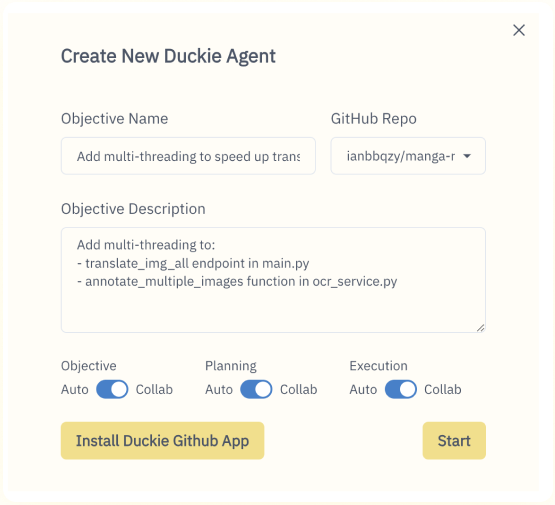 Create New Duckie Agent
Objective Name
GitHub Repo
Add multi-threading to speed up trans
ianbbqzy/manga-r
Objective Description
Add multi-threading to:
- translate_img_all endpoint in main.py
- annotate_multiple_images function in ocr_service.py
Objective
Planning
Execution
Auto Collab
Auto Collab
Auto Collab
Install Duckie Github App
Start